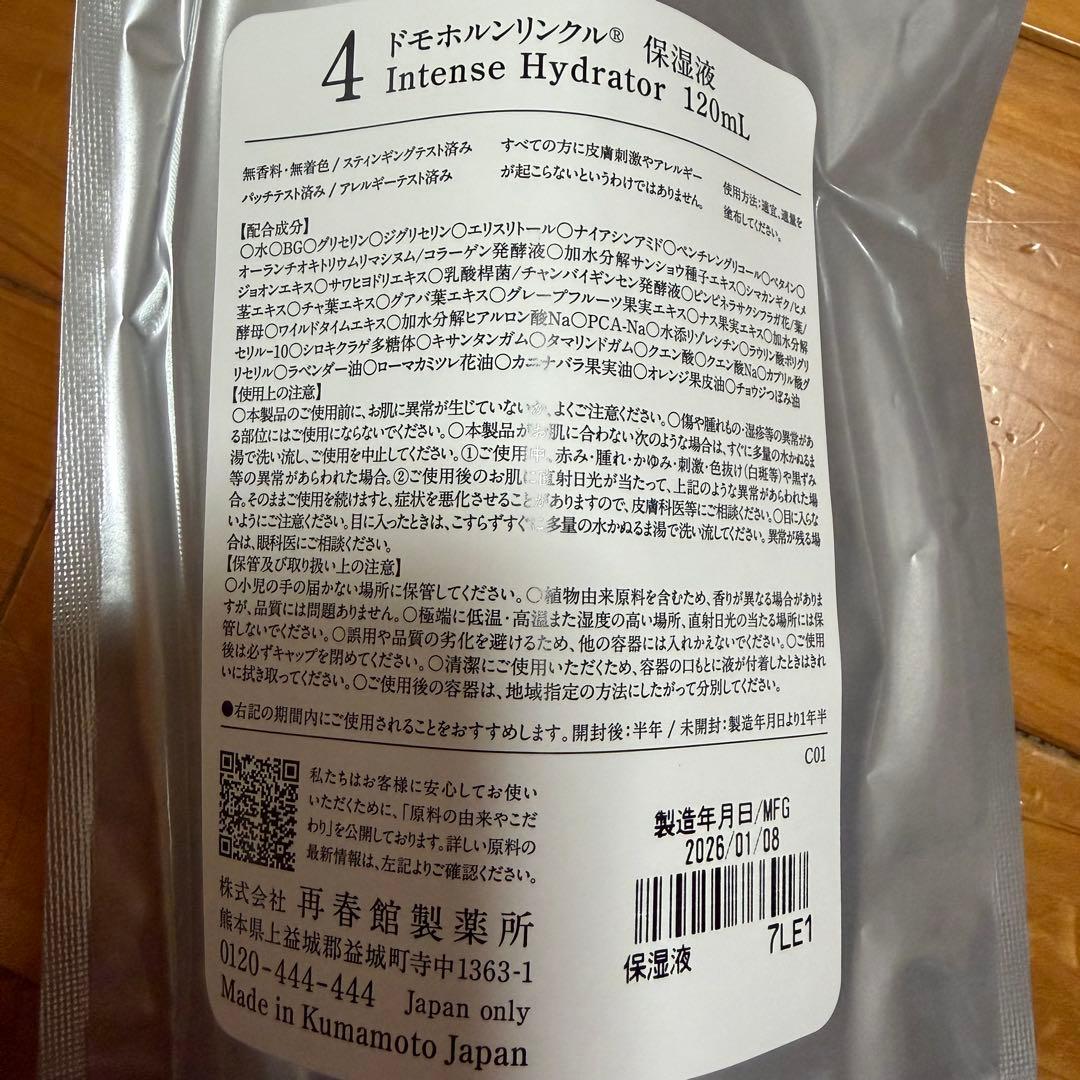 4
ドモホルンリンクル® 保湿液
Intense Hydrator 120mL
無香料・無着色 / スティンギングテスト済み
パッチテスト済み / アレルギーテスト済み
すべての方に皮膚刺激やアレルギー
が起こらないというわけではありません。
使用方法:適宜、適量を
塗布してください。
【配合成分】
○水○BG○グリセリン○ジグリセリン○エリスリトール○ナイアシンアミド○ペンチレングリコール○ベタイン○
オーランチオキトリウムリマシヌム/コラーゲン発酵液○加水分解サンショウ種子エキス○シマカンギク/ヒメ
ジョオンエキス○サワヒヨドリエキス○乳酸桿菌/チャンバイギンセン発酵液○ピンピネラサクシフラガ花/葉/
茎エキス○チャ葉エキス○グアバ葉エキス○グレープフルーツ果実エキス○ナス果実エキス○加水分解
酵母○ワイルドタイムエキス○加水分解ヒアルロン酸Na○PCA-Na○水添リゾレシチン○ラウリン酸ポリグリ
セリル-10○シロキクラゲ多糖体○キサンタンガム○タマリンドガム○クエン酸○クエン酸Na○カプリル酸グ
リセリル○ラベンダー油○ローマカミツレ花油○カニナバラ果実油○オレンジ果皮油○チョウジつぼみ油
【使用上の注意】
○本製品のご使用前に、お肌に異常が生じていないか、よくご注意ください。○傷や腫れもの・湿疹等の異常があ
る部位にはご使用にならないでください。○本製品がお肌に合わない次のような場合は、すぐに多量の水かぬるま
湯で洗い流し、ご使用を中止してください。①ご使用中、赤み・腫れ・かゆみ・刺激・色抜け(白斑等)や黒ずみ
等の異常があらわれた場合。②ご使用後のお肌に直射日光が当たって、上記のような異常があらわれた場
合。そのままご使用を続けますと、症状を悪化させることがありますので、皮膚科医等にご相談ください。○目に入らな
いようにご注意ください。目に入ったときは、こすらずすぐに多量の水かぬるま湯で洗い流してください。異常が残る場
合は、眼科医にご相談ください。
【保管及び取り扱い上の注意】
○小児の手の届かない場所に保管してください。○植物由来原料を含むため、香りが異なる場合がありま
すが、品質には問題ありません。○極端に低温・高温また湿度の高い場所、直射日光の当たる場所には保
管しないでください。○誤用や品質の劣化を避けるため、他の容器には入れかえないでください。○ご使用
後は必ずキャップを閉めてください。○清潔にご使用いただくため、容器の口もとに液が付着したときはきれ
いに拭き取ってください。○ご使用後の容器は、地域指定の方法にしたがって分別してください。
●右記の期間内にご使用されることをおすすめします。開封後:半年 / 未開封:製造年月日より1年半
C01
私たちはお客様に安心してお使い
いただくために、「原料の由来やこだ
わり」を公開しております。詳しい原料の
最新情報は、左記よりご確認ください。
株式会社 再春館製薬所
熊本県上益城郡益城町寺中1363-1
0120-444-444 Japan only
Made in Kumamoto Japan
製造年月日/MFG
2026/01/08
7LE1
保湿液